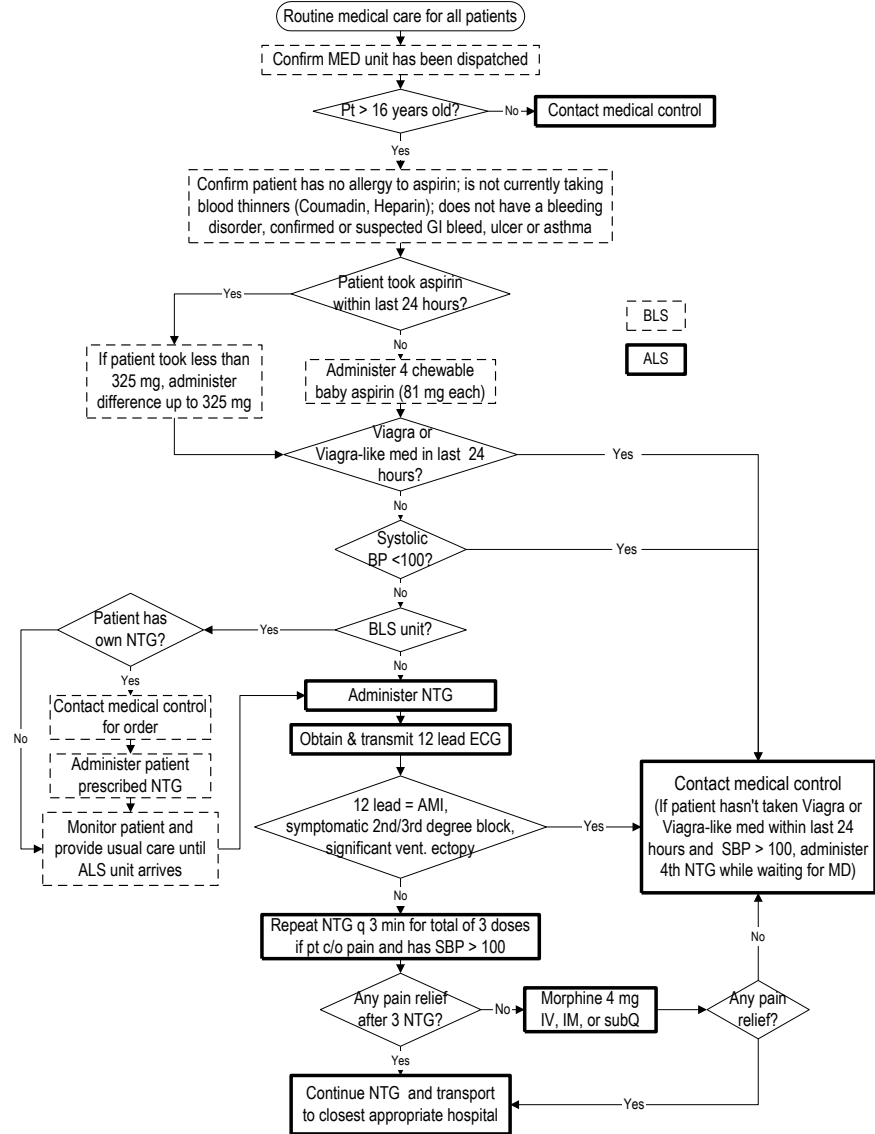 Routine medical care for all patients
Confirm MED unit has been dispatched
Pt > 16 years old?
No
Contact medical control
Yes
Confirm patient has no allergy to aspirin; is not currently taking
blood thinners (Coumadin, Heparin); does not have a bleeding
disorder, confirmed or suspected GI bleed, ulcer or asthma
Patient took aspirin
within last 24 hours?
Yes
No
BLS
ALS
If patient took less than
325 mg, administer
difference up to 325 mg
Administer 4 chewable
baby aspirin (81 mg each)
Viagra or
Viagra-like med in last 24
hours?
Yes
No
Systolic
BP <100?
Yes
No
BLS unit?
Yes
Patient has
own NTG?
No
Yes
No
Contact medical control
for order
Administer patient
prescribed NTG
Monitor patient and
provide usual care until
ALS unit arrives
Administer NTG
Obtain & transmit 12 lead ECG
12 lead = AMI,
symptomatic 2nd/3rd degree block,
significant vent. ectopy
Yes
Contact medical control
(If patient hasn't taken Viagra or
Viagra-like med within last 24
hours and SBP > 100, administer
4th NTG while waiting for MD)
No
Repeat NTG q 3 min for total of 3 doses
if pt c/o pain and has SBP > 100
Any pain relief
after 3 NTG?
No
Morphine 4 mg
IV, IM, or subQ
Any pain
relief?
No
Yes
Yes
Continue NTG and transport
to closest appropriate hospital